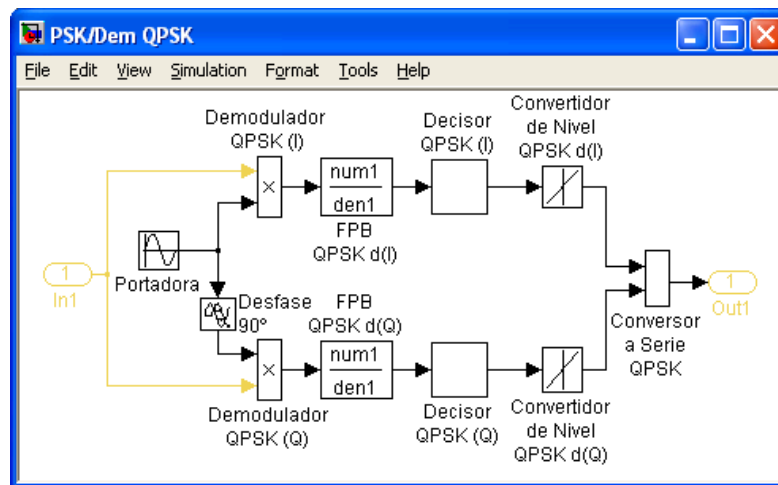 PSK/Dem QPSK
File Edit View Simulation Format Tools Help
Demodulador
QPSK (I)
Decisor
QPSK (I)
Convertidor
de Nivel
QPSK d(I)
×
num1
den1
FPB
QPSK d(I)
Portadora
1
In1
Desfase
90º
FPB
QPSK d(Q)
1
Out1
Conversor
a Serie
QPSK
×
num1
den1
Demodulador
QPSK (Q)
Decisor
QPSK (Q)
Convertidor
de Nivel
QPSK d(Q)